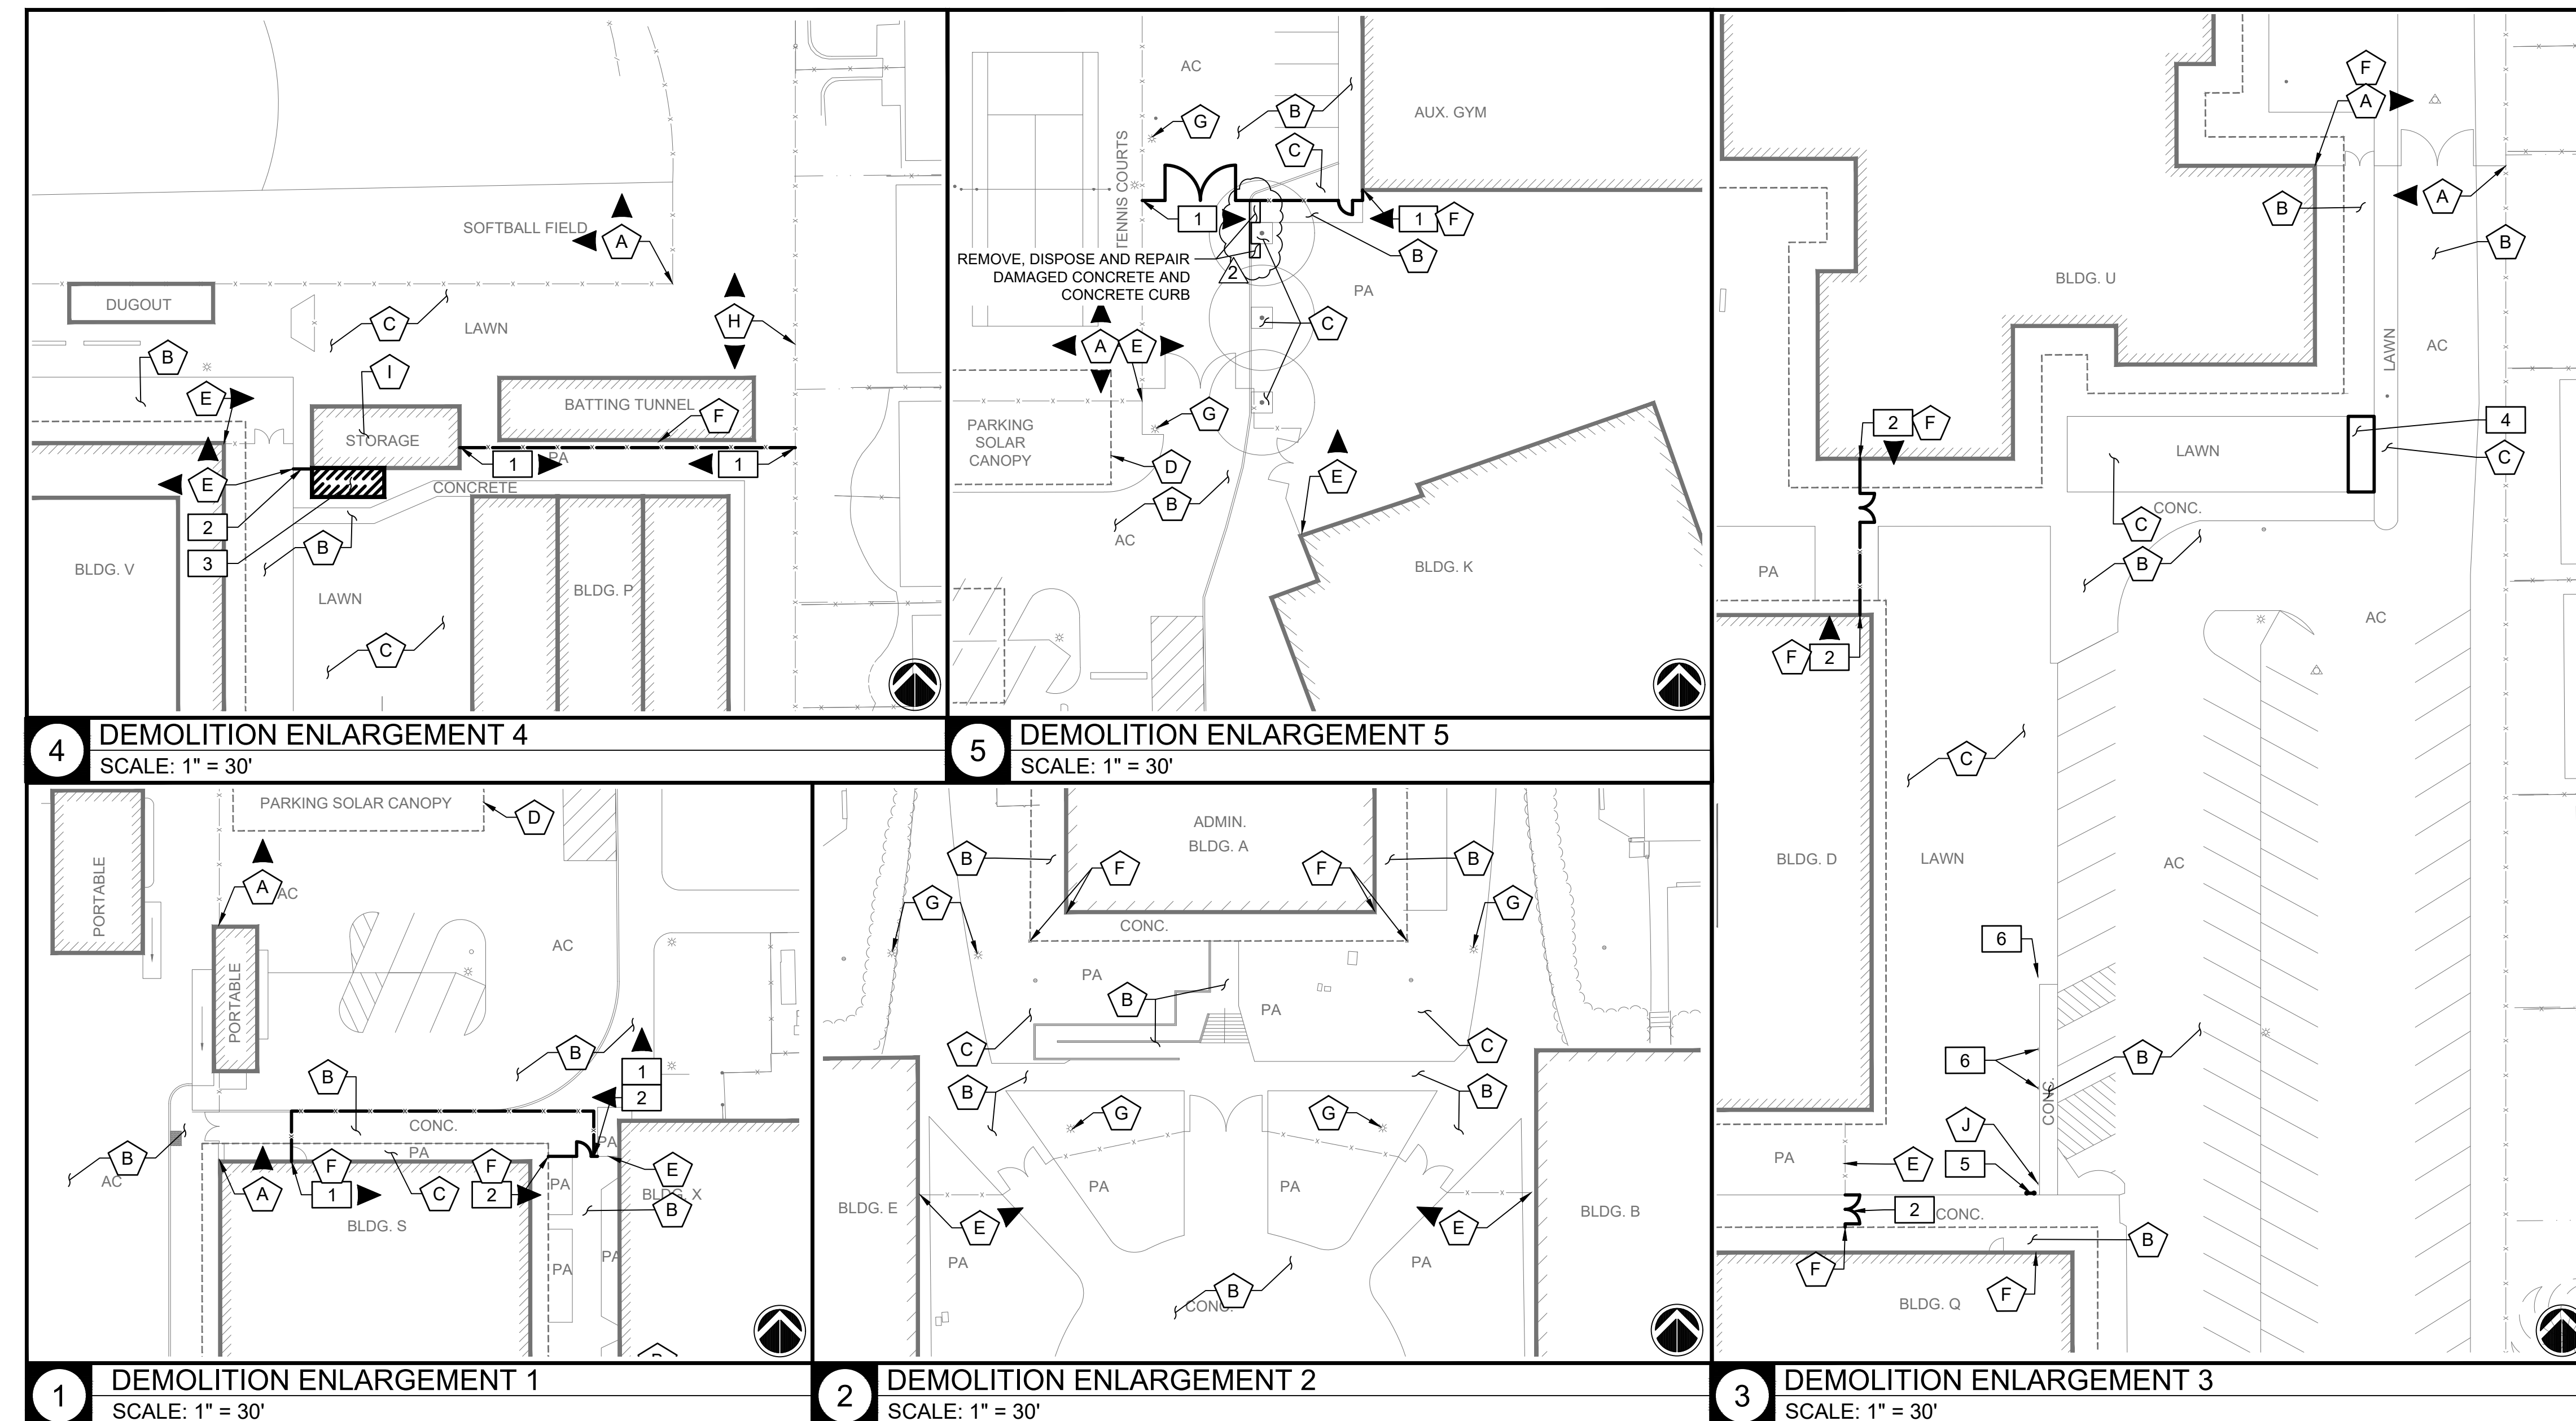 AC
G
B
AUX. GYM
C
TENNIS COURTS
SOFTBALL FIELD
A
1
1
F
B
REMOVE, DISPOSE AND REPAIR
DAMAGED CONCRETE AND
CONCRETE CURB
2
PA
DUGOUT
C
LAWN
H
B
I
E
BATTING TUNNEL
F
STORAGE
1
PA
1
E
CONCRETE
2
B
3
BLDG. V
LAWN
BLDG. P
C
C
A
E
G
PARKING
SOLAR
CANOPY
D
E
B
AC
BLDG. K
4
DEMOLITION ENLARGEMENT 4
SCALE: 1" = 30'
5
DEMOLITION ENLARGEMENT 5
SCALE: 1" = 30'
F
A
A
B
B
BLDG. U
LAWN
AC
2
F
4
LAWN
C
CONC.
C
B
PA
AC
F
2
C
BLDG. D
LAWN
AC
6
6
B
CONC.
J
PA
E
5
2
CONC.
B
F
F
BLDG. Q
3
DEMOLITION ENLARGEMENT 3
SCALE: 1" = 30'
PARKING SOLAR CANOPY
D
PORTABLE
A
AC
AC
PORTABLE
B
B
1
2
CONC.
PA
PA
B
AC
F
F
E
A
1
C
2
PA
BLDG. X
B
BLDG. S
PA
PA
B
1
DEMOLITION ENLARGEMENT 1
SCALE: 1" = 30'
ADMIN.
BLDG. A
B
F
F
B
G
G
CONC.
PA
B
PA
C
C
B
B
G
G
PA
PA
BLDG. E
E
E
BLDG. B
PA
PA
B
CONC.
2
DEMOLITION ENLARGEMENT 2
SCALE: 1" = 30'